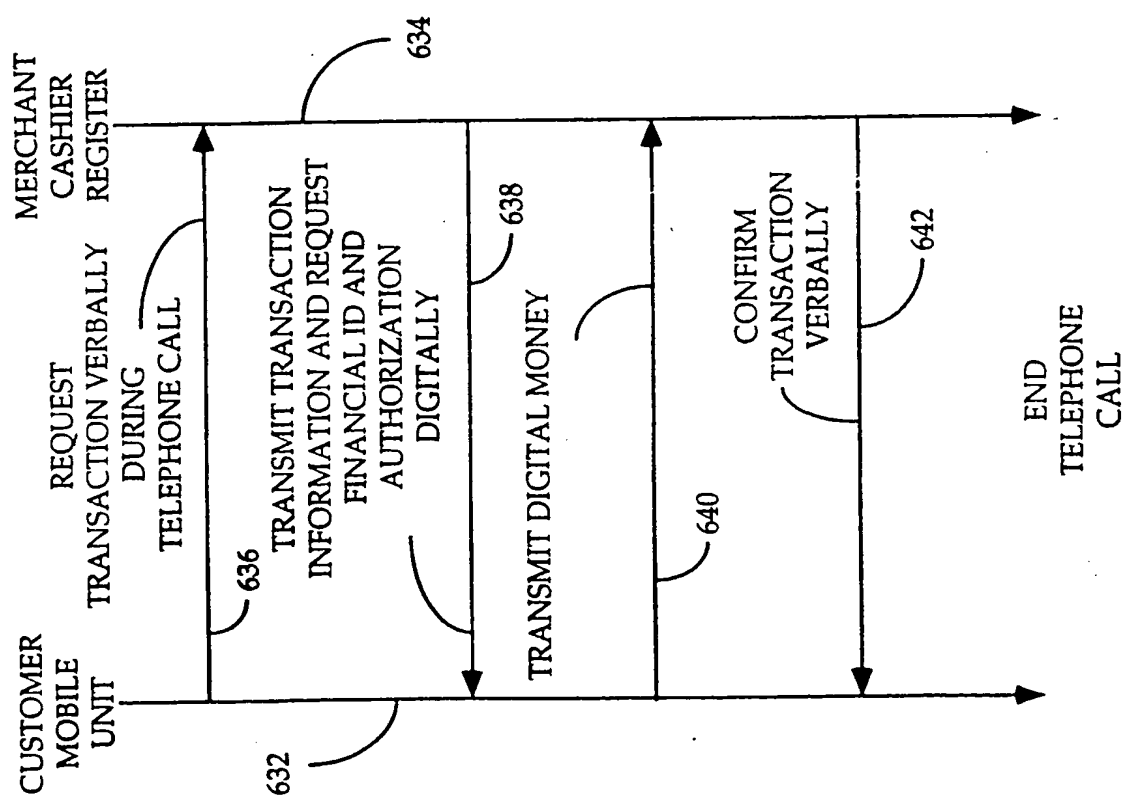 CUSTOMER
MOBILE
UNIT
REQUEST
TRANSACTION VERBALLY
DURING
TELEPHONE CALL
MERCHANT
CASHIER
REGISTER
632
634
636
TRANSMIT TRANSACTION
INFORMATION AND REQUEST
FINANCIAL ID AND
AUTHORIZATION
DIGITALLY
638
TRANSMIT DIGITAL MONEY
640
CONFIRM
TRANSACTION
VERBALLY
642
END
TELEPHONE
CALL